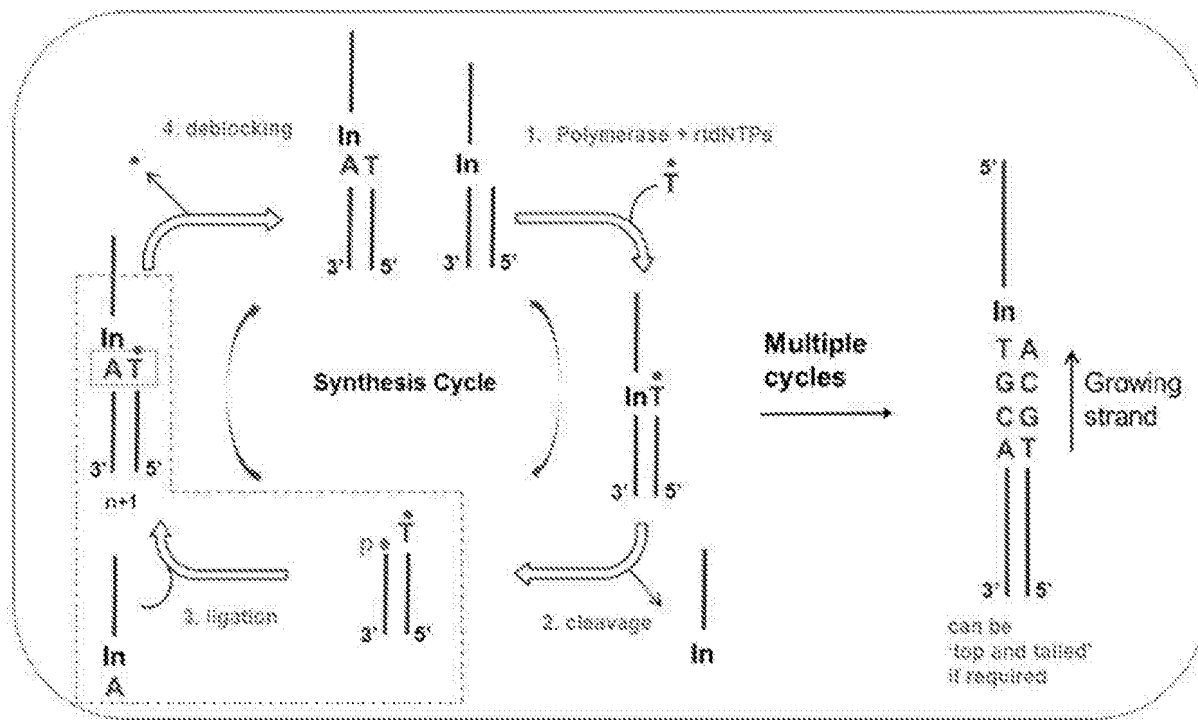 4. deblocking
*
In
A T
3' 5'
In
3' 5'
1. Polymerase + rtdNTPs
*
T
In
*
A T
3' 5'
n+1
Synthesis Cycle
*
In T
3' 5'
Multiple
cycles
5'
In
T A
G C
C G
A T
3' 5'
Growing
strand
can be
'top and tailed'
if required
In
A
3. ligation
p
*
T
3' 5'
2. cleavage
In